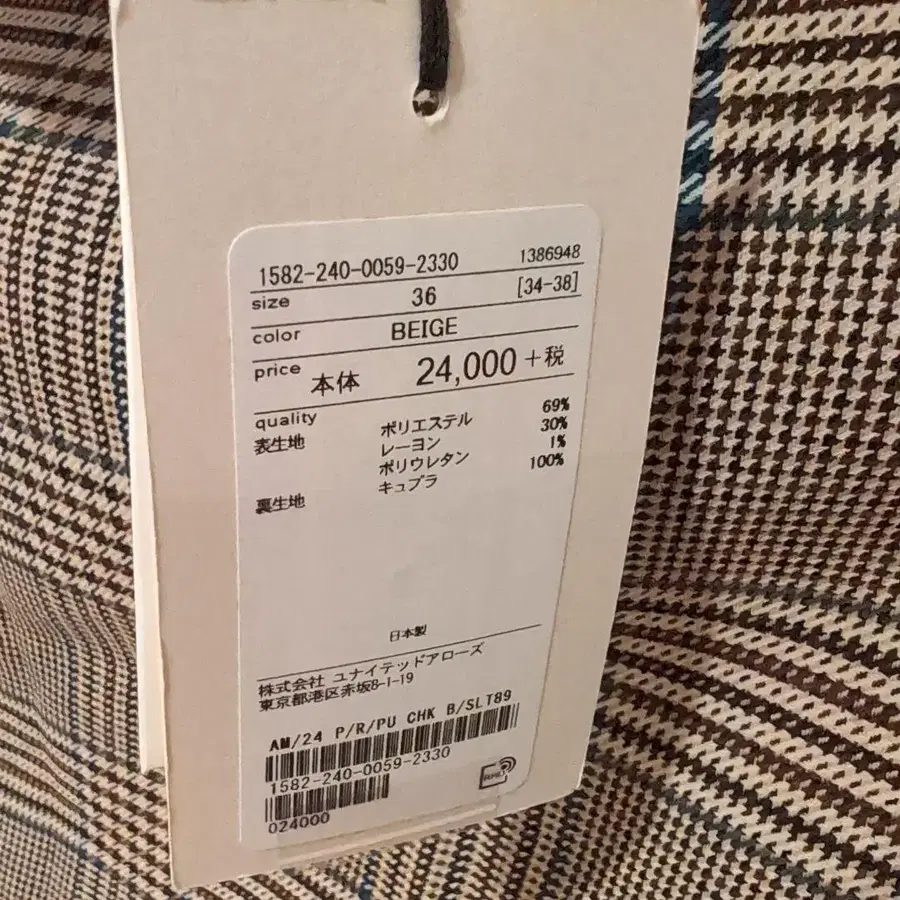 1582-240-0059-2330 1386948
size 36 [34-38]
color BEIGE
price 本体 24,000 +税
quality
表生地 ポリエステル 69%
レーヨン 30%
ポリウレタン 1%
裏生地 キュプラ 100%
日本製
株式会社 ユナイテッドアローズ
東京都港区赤坂8-1-19
AM/24 P/R/PU CHK B/SLT89
1582-240-0059-2330
024000